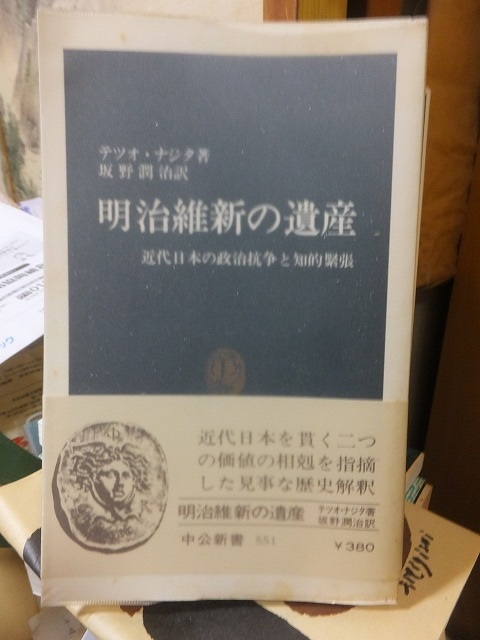 テツオ・ナジタ著
坂野潤治訳
明治維新の遺産
近代日本の政治抗争と知的緊張
近代日本を貫く二つ
の価値の相剋を指摘
した見事な歴史解釈
明治維新の遺産 テツオ・ナジタ著
坂野潤治訳
中公新書 551
￥380